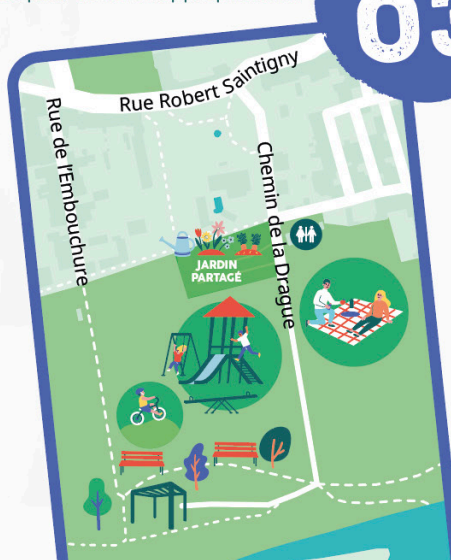 03
Rue Robert Saintigny
Rue de l'Embouchure
Chemin de la Drague
JARDIN
PARTAGÉ